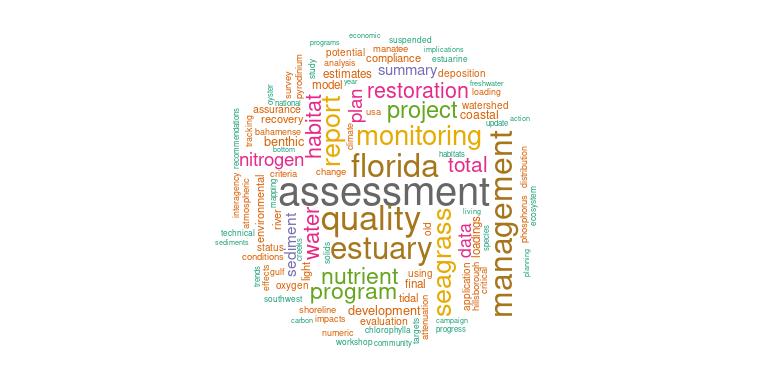 economic
programs
suspended
potential
manatee
implications
compliance
estuarine
analysis
study
survey
pyrodinium
estimates
summary
deposition
model
year
freshwater
oyster
national
restoration
loading
plan
habitat
report
project
watershed
assurance
usa
coastal
recovery
action
update
tracking
bahamense
monitoring
climate
benthic
recommendations
bottom
habitats
nitrogen
florida
total
management
distribution
criteria
change
interagency
atmospheric
mapping
assessment
ecosystem
environmental
river
water
quality
living
phosphorus
species
technical
sediments
sediment
creeks
status
solids
estuary
old
seagrass
data
loadings
conditions
planning
trends
effects
gulf
light
nutrient
using
application
hillsborough
critical
oxygen
final
southwest
program
tidal
attenuation
shoreline
development
carbon
impacts
evaluation
campaign
numeric
chlorophylla
targets
progress
workshop
community